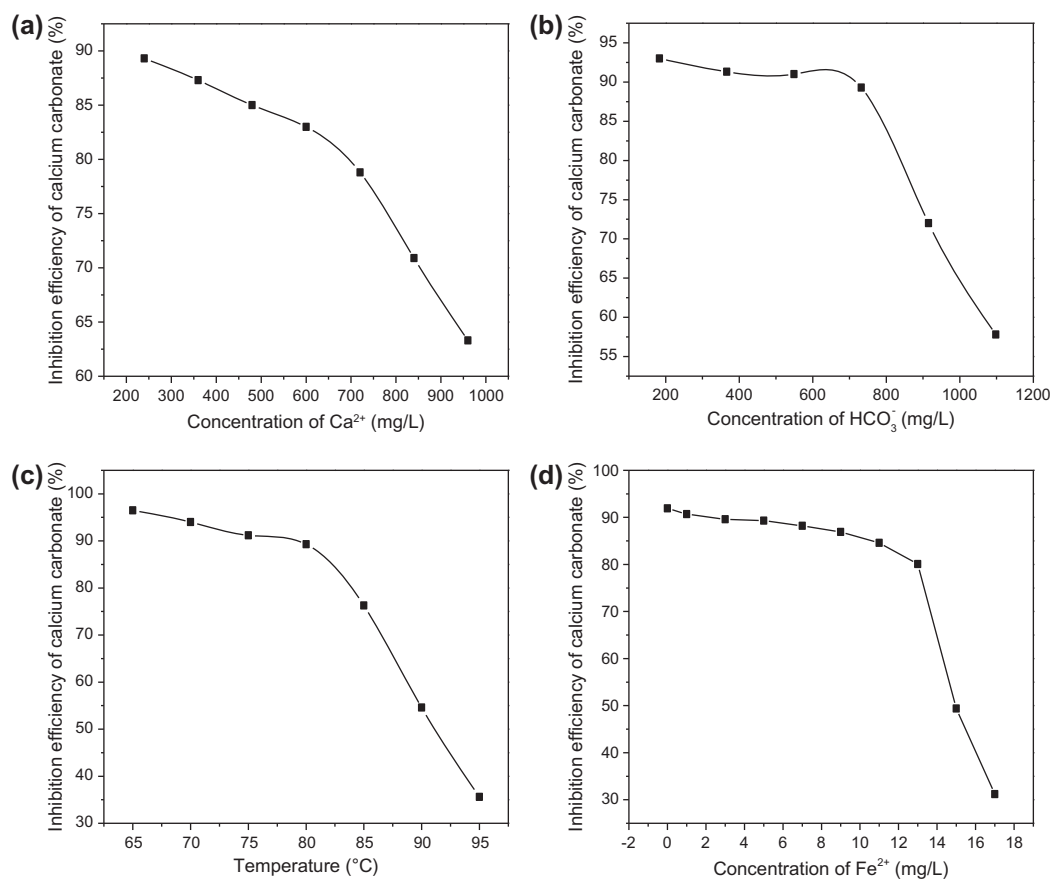 (a)
Inhibition efficiency of calcium carbonate (%)
90
85
80
75
70
65
60
200 300 400 500 600 700 800 900 1000
Concentration of Ca²⁺ (mg/L)
(b)
Inhibition efficiency of calcium carbonate (%)
95
90
85
80
75
70
65
60
55
200 400 600 800 1000 1200
Concentration of HCO₃⁻ (mg/L)
(c)
Inhibition efficiency of calcium carbonate (%)
100
90
80
70
60
50
40
30
65 70 75 80 85 90 95
Temperature (°C)
(d)
Inhibition efficiency of calcium carbonate (%)
100
90
80
70
60
50
40
30
-2 0 2 4 6 8 10 12 14 16 18
Concentration of Fe²⁺ (mg/L)